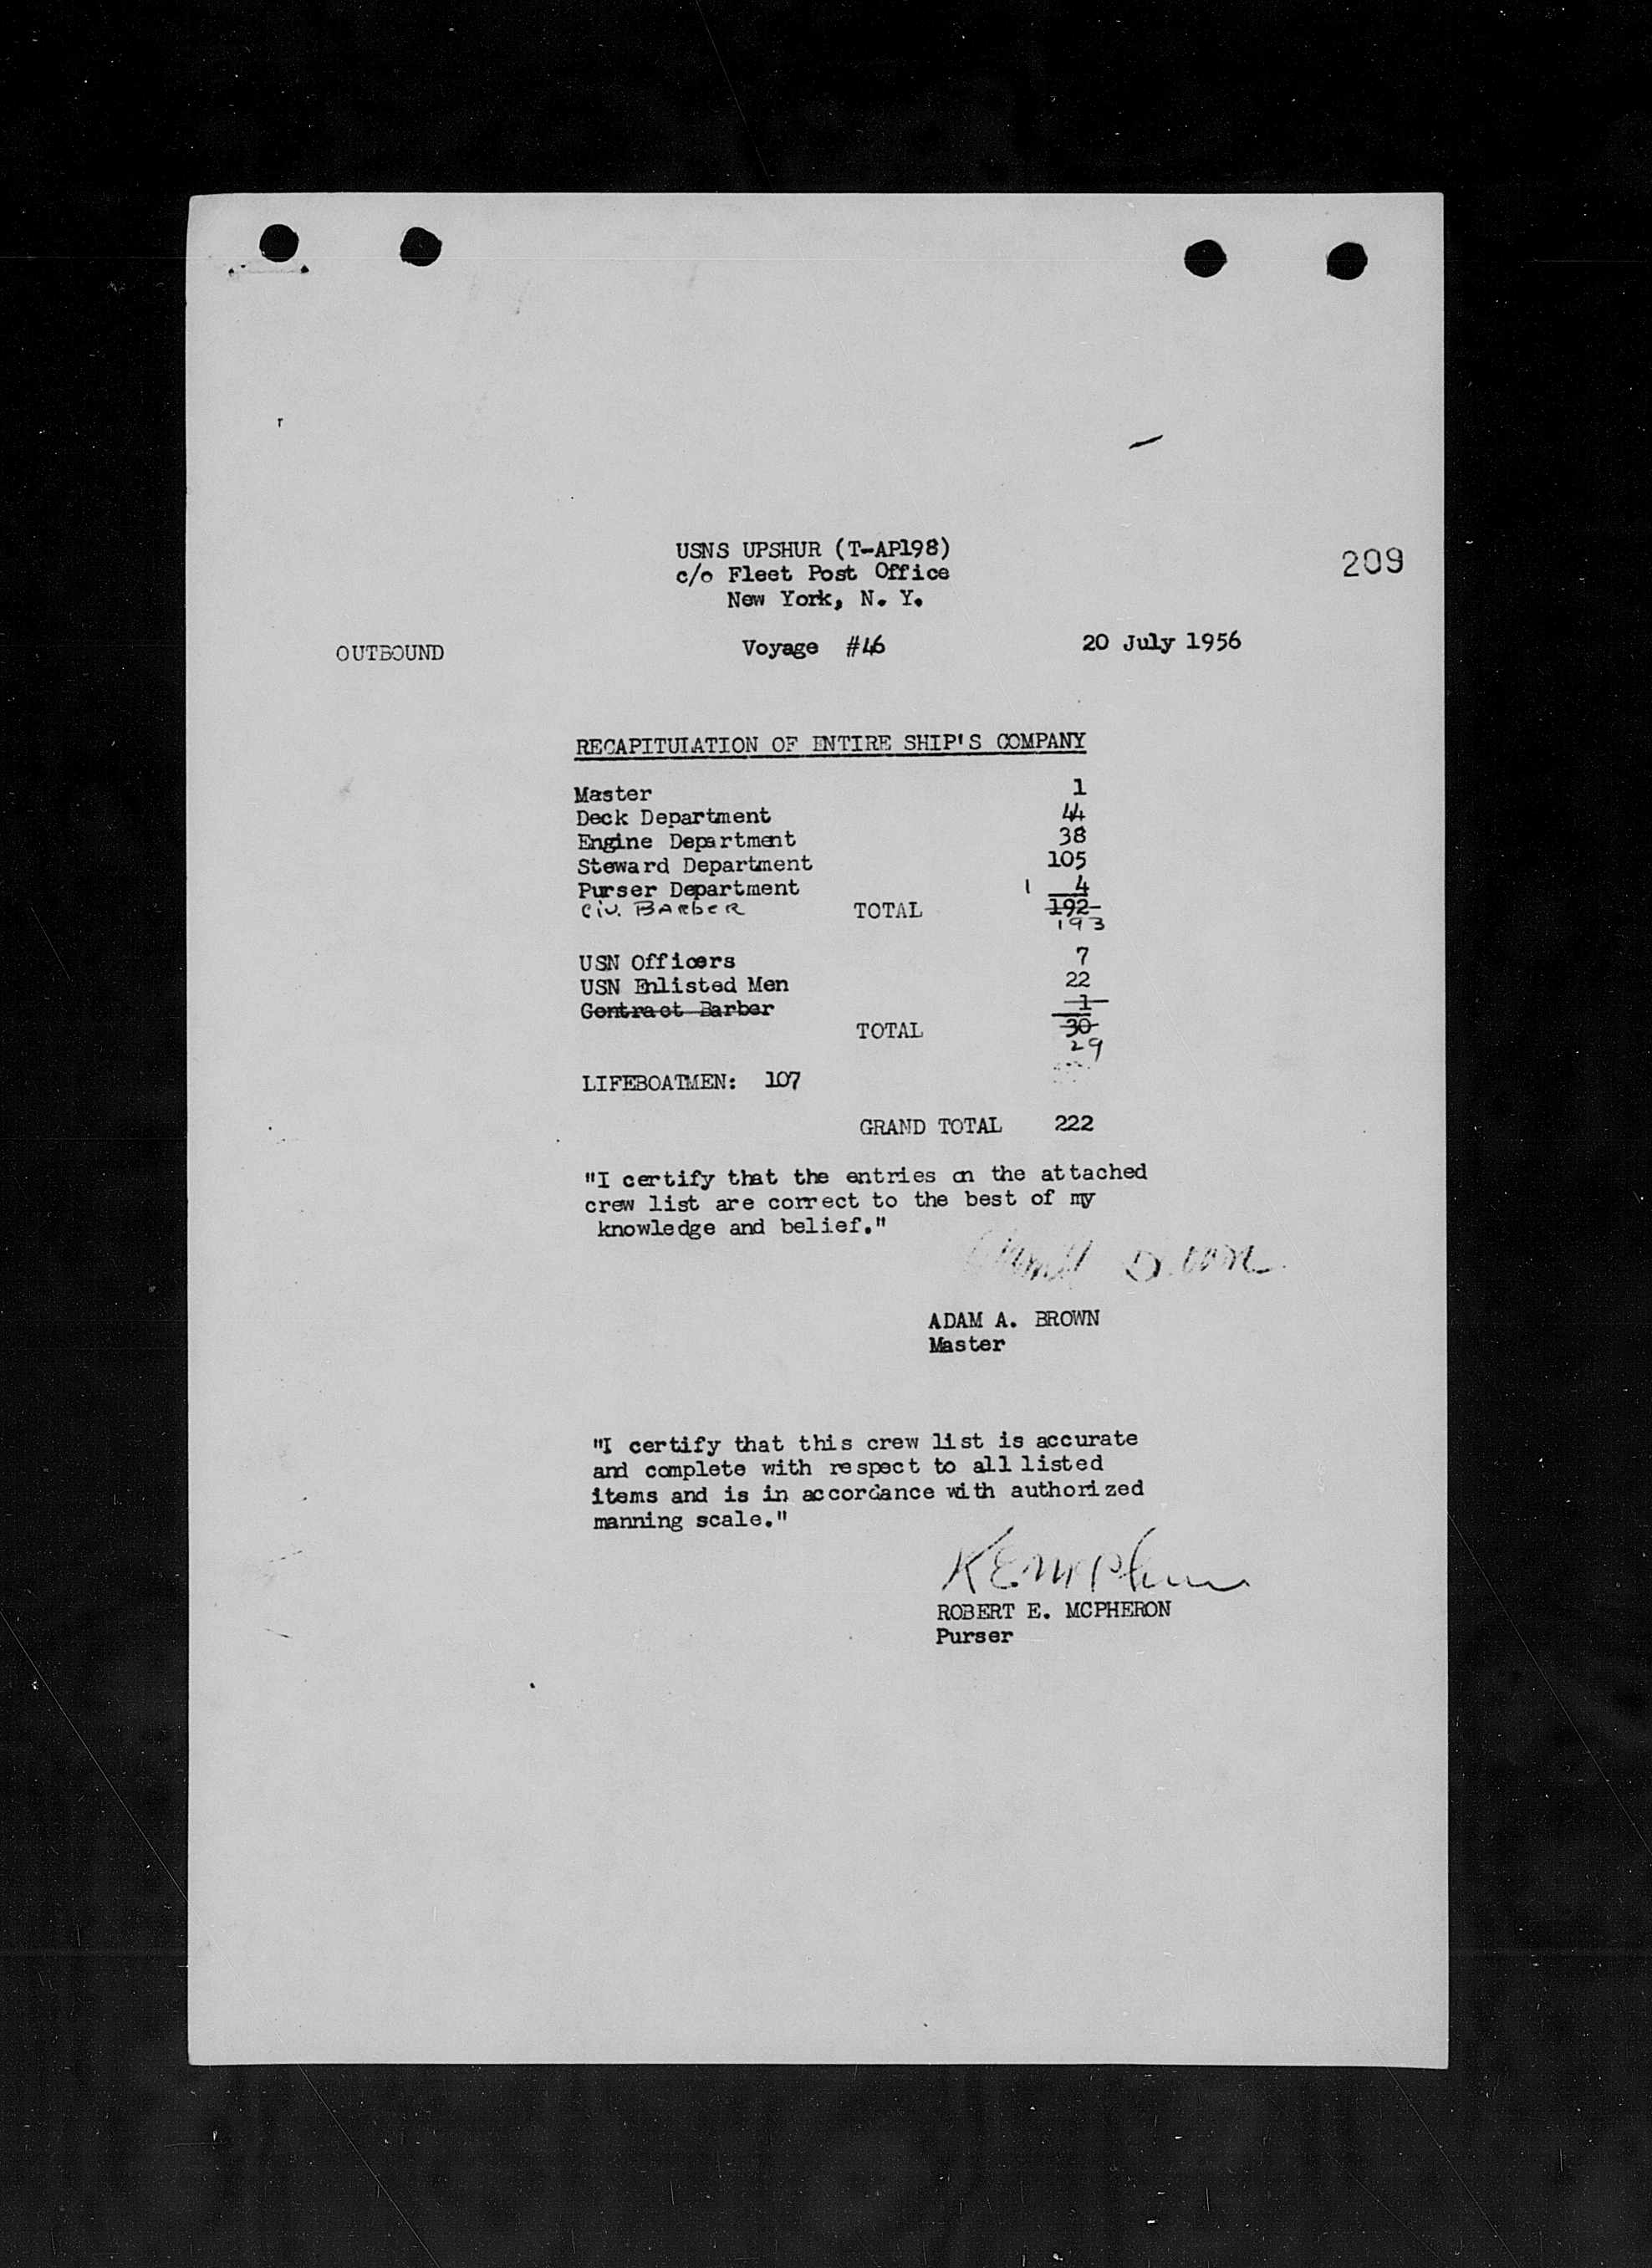 USNS UPSHUR (T-AP198)
209
c/o Fleet Post Office
New York, N. Y.
OUTBOUND Voyage #46 20 July 1956
RECAPITULATION OF ENTIRE SHIP'S COMPANY
Master 1
Deck Department 44
Engine Department 38
Steward Department 105
Purser Department 1 4
Civ. BARBER TOTAL 192
193
USN Officers 7
USN Enlisted Men 22
Contract Barber 1
TOTAL 30
29
LIFEBOATMEN: 107
GRAND TOTAL 222
"I certify that the entries on the attached
crew list are correct to the best of my
knowledge and belief."
ADAM A. BROWN
Master
"I certify that this crew list is accurate
and complete with respect to all listed
items and is in accordance with authorized
manning scale."
ROBERT E. MCPHERON
Purser